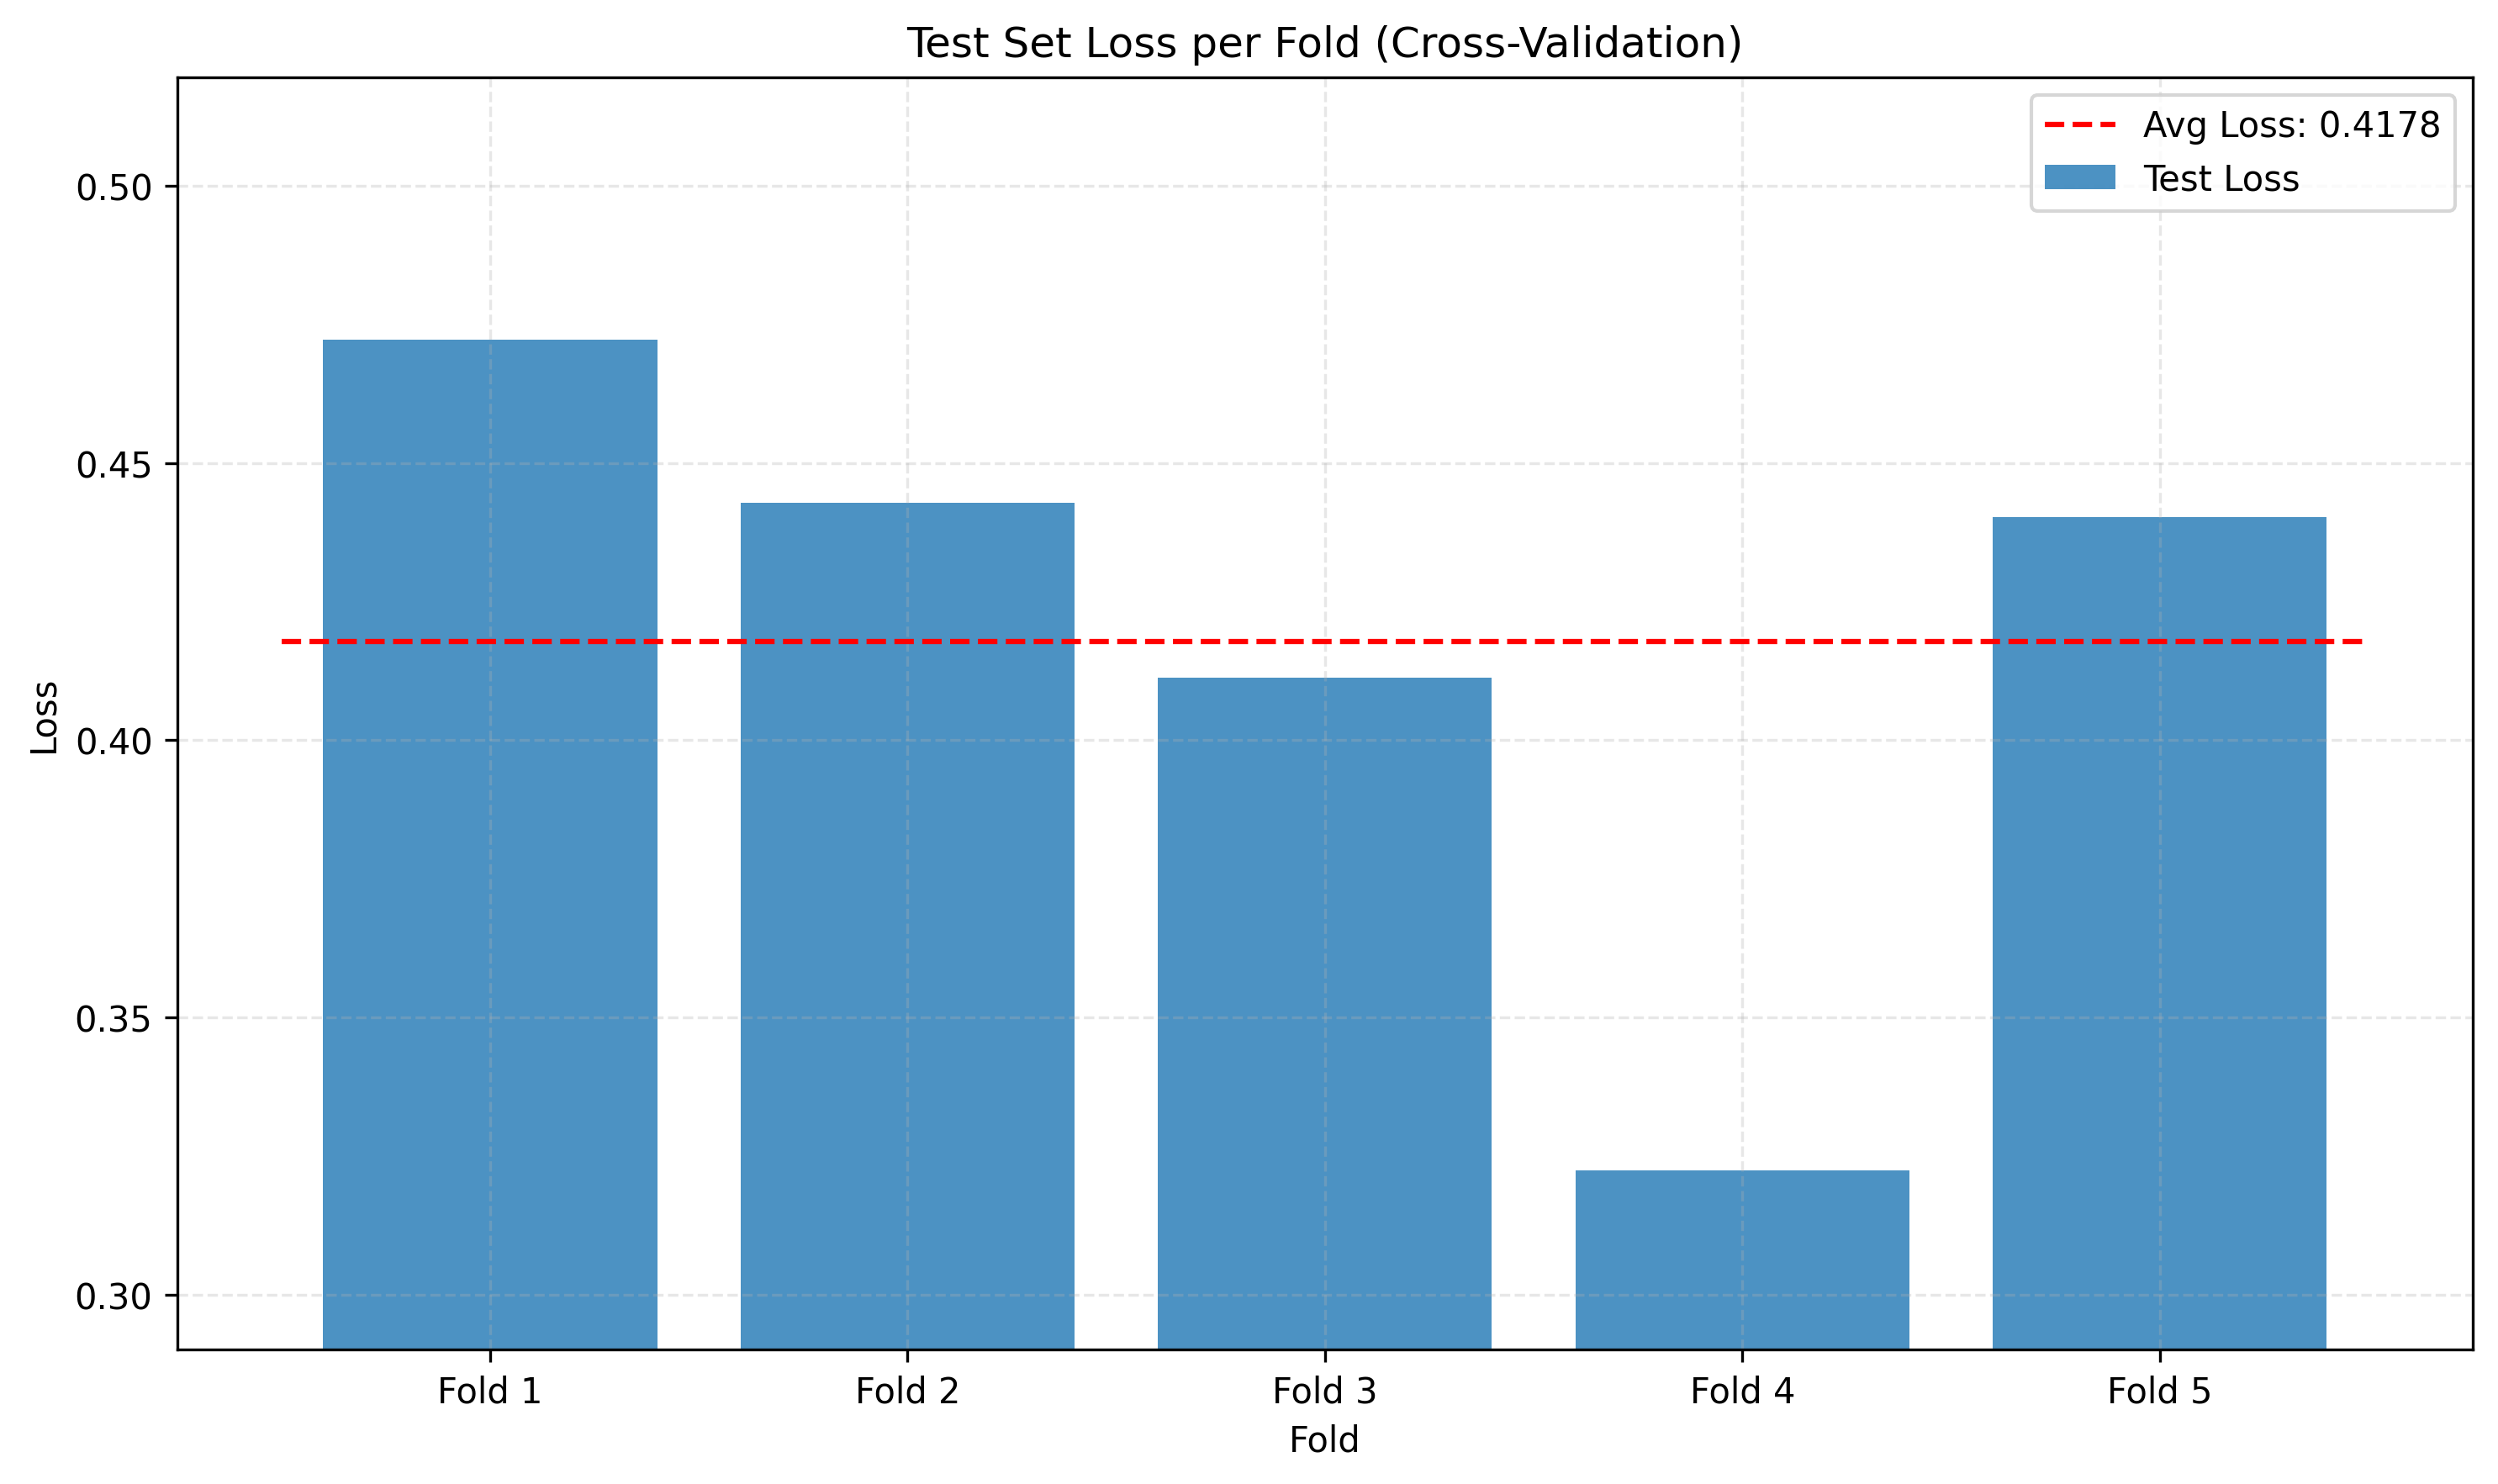 Test Set Loss per Fold (Cross-Validation)
Avg Loss: 0.4178
Test Loss
0.50
0.45
0.40
0.35
0.30
Loss
Fold 1
Fold 2
Fold 3
Fold 4
Fold 5
Fold